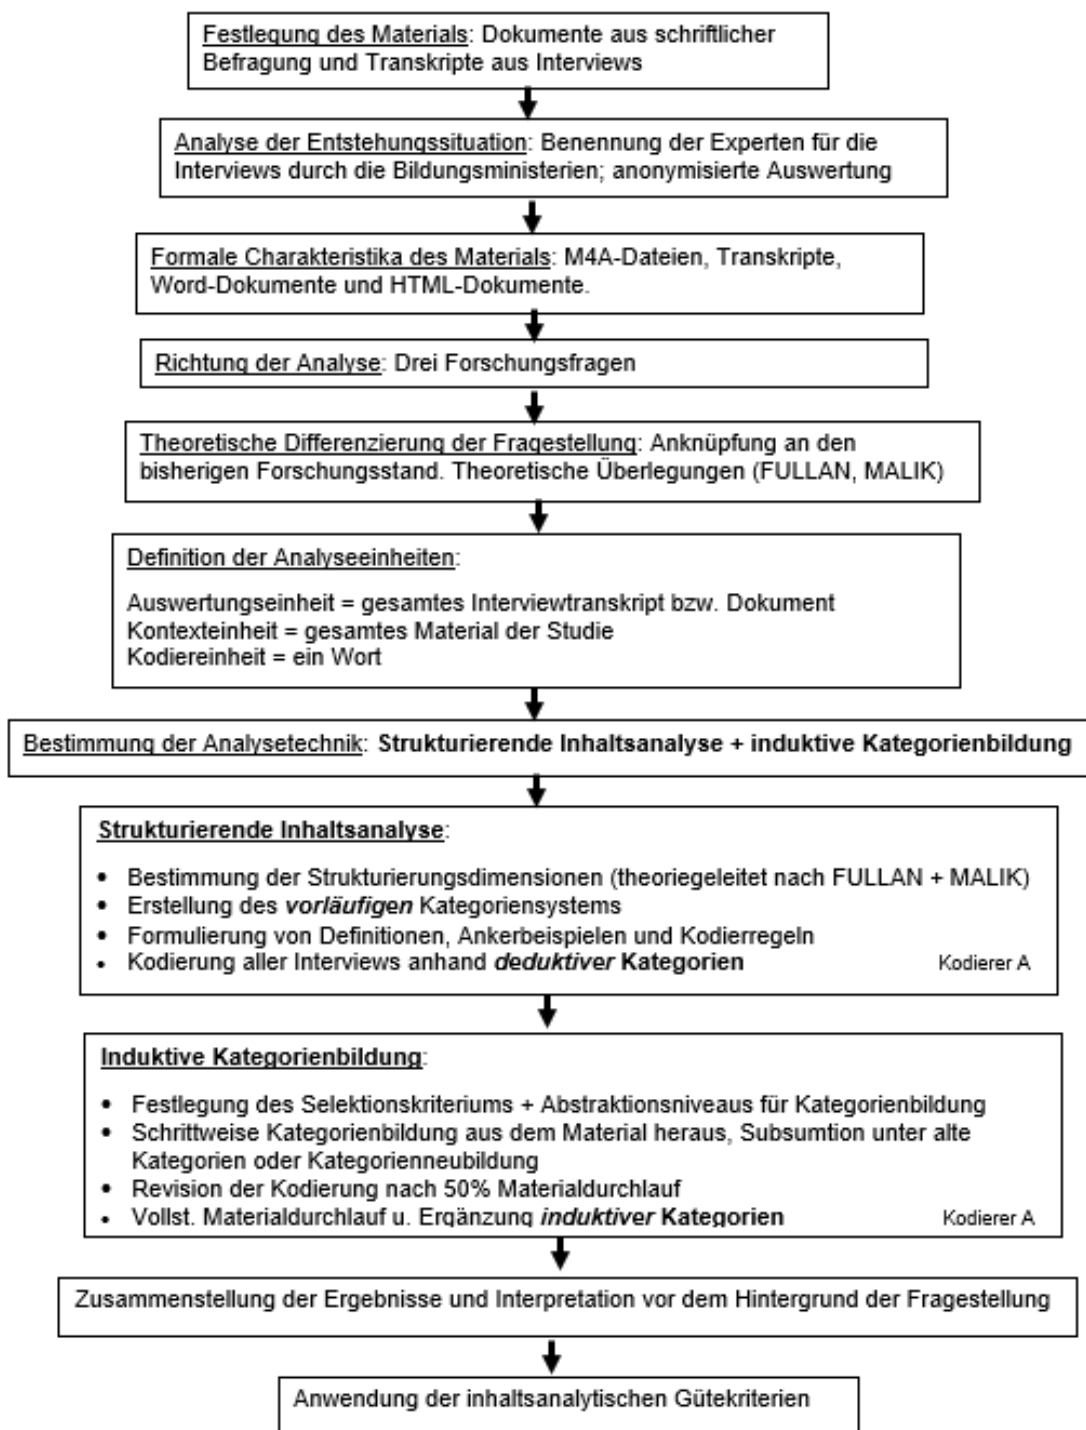 Festlegung des Materials: Dokumente aus schriftlicher
Befragung und Transkripte aus Interviews
Analyse der Entstehungssituation: Benennung der Experten für die
Interviews durch die Bildungsministerien; anonymisierte Auswertung
Formale Charakteristika des Materials: M4A-Dateien, Transkripte,
Word-Dokumente und HTML-Dokumente.
Richtung der Analyse: Drei Forschungsfragen
Theoretische Differenzierung der Fragestellung: Anknüpfung an den
bisherigen Forschungsstand. Theoretische Überlegungen (FULLAN, MALIK)
Definition der Analyseeinheiten:
Auswertungseinheit = gesamtes Interviewtranskript bzw. Dokument
Kontexteinheit = gesamtes Material der Studie
Kodiereinheit = ein Wort
Bestimmung der Analysetechnik: Strukturierende Inhaltsanalyse + induktive Kategorienbildung
Strukturierende Inhaltsanalyse:
• Bestimmung der Strukturierungsdimensionen (theoriegeleitet nach FULLAN + MALIK)
• Erstellung des vorläufigen Kategoriensystems
• Formulierung von Definitionen, Ankerbeispielen und Kodierregeln
• Kodierung aller Interviews anhand deduktiver Kategorien Kodierer A
Induktive Kategorienbildung:
• Festlegung des Selektionskriteriums + Abstraktionsniveaus für Kategorienbildung
• Schrittweise Kategorienbildung aus dem Material heraus, Subsumtion unter alte
Kategorien oder Kategorienneubildung
• Revision der Kodierung nach 50% Materialdurchlauf
• Vollst. Materialdurchlauf u. Ergänzung induktiver Kategorien Kodierer A
Zusammenstellung der Ergebnisse und Interpretation vor dem Hintergrund der Fragestellung
Anwendung der inhaltsanalytischen Gütekriterien